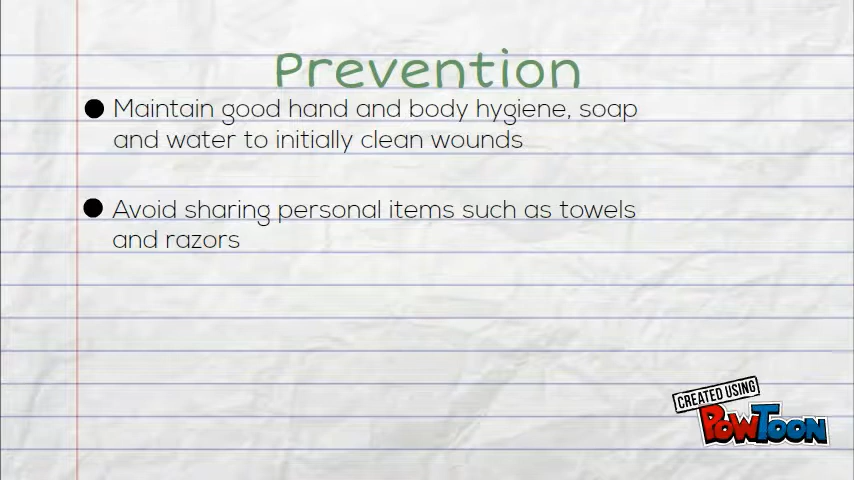 Prevention
● Maintain good hand and body hygiene, soap
and water to initially clean wounds
● Avoid sharing personal items such as towels
and razors
CREATED USING
POWTOON